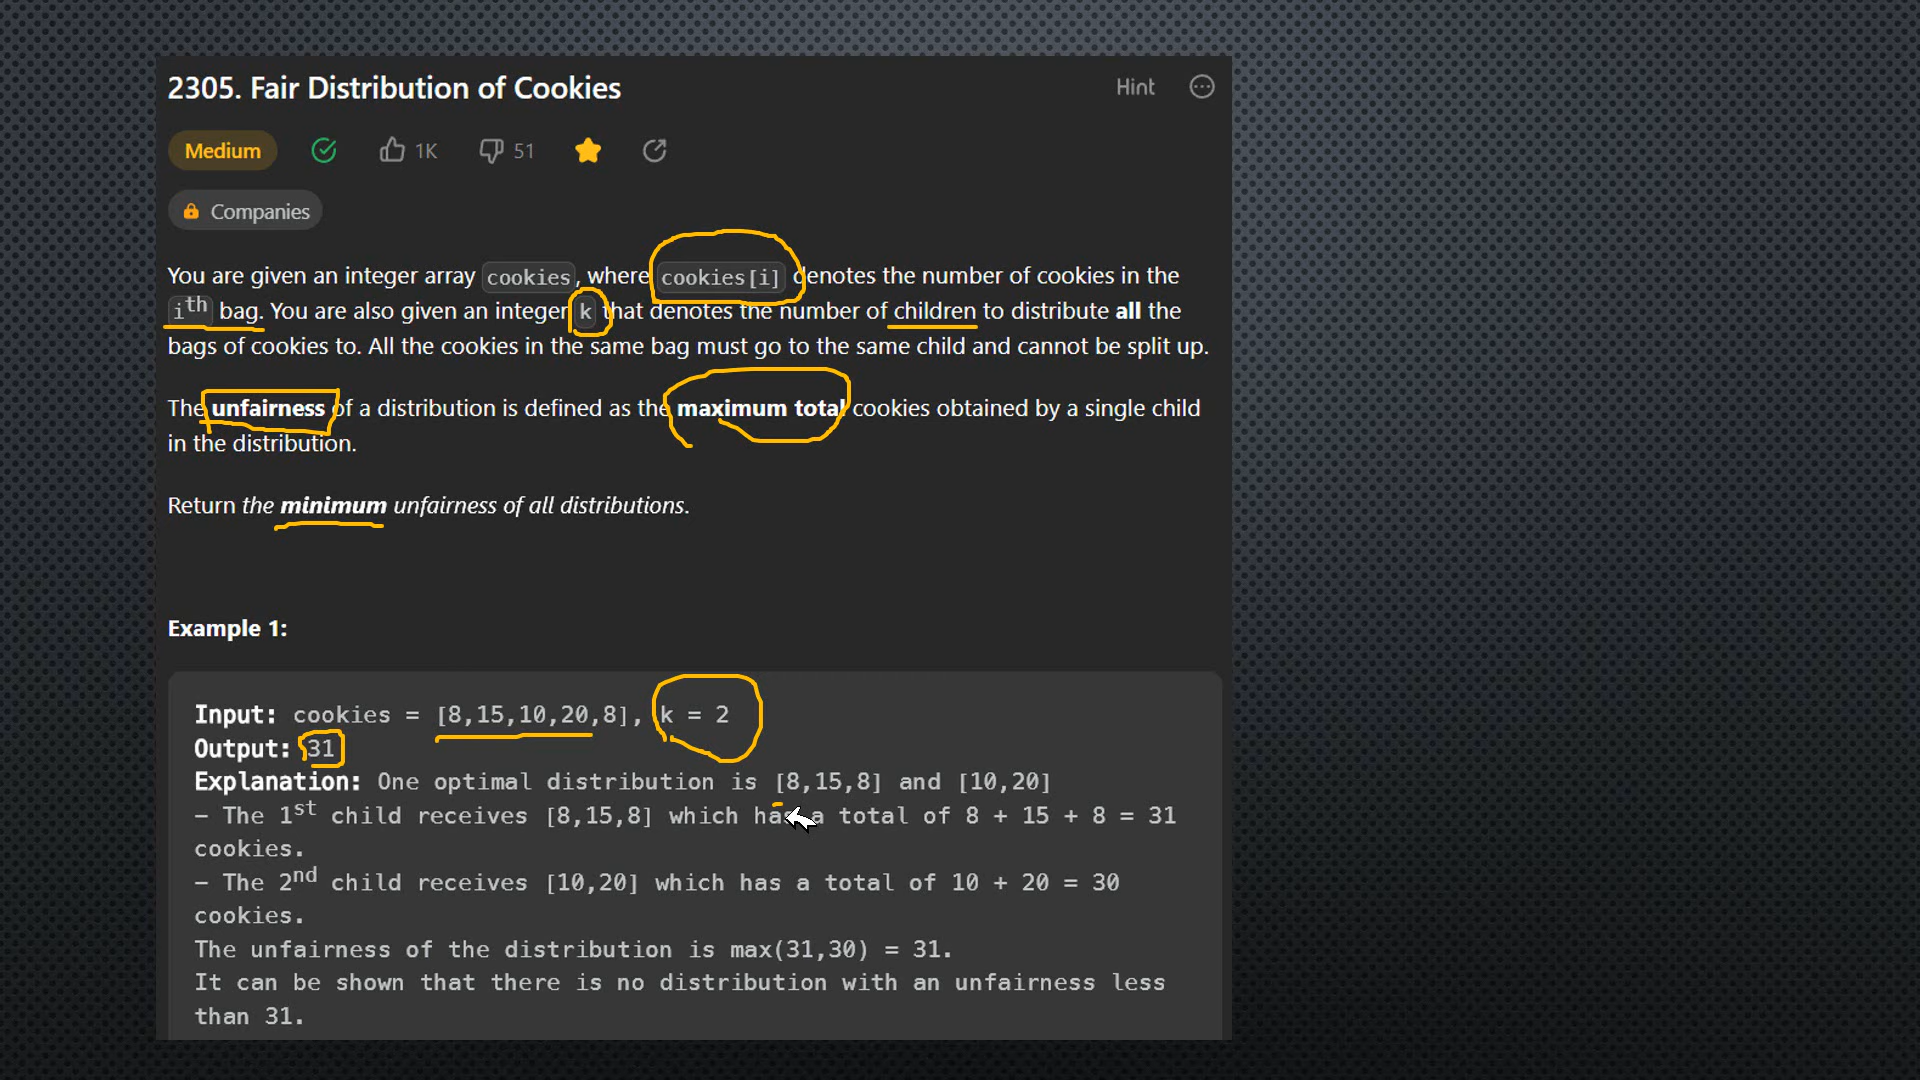 2305. Fair Distribution of Cookies
Hint
Medium
1K
51
Companies
You are given an integer array cookies, where cookies[i] denotes the number of cookies in the
ith bag. You are also given an integer k that denotes the number of children to distribute all the
bags of cookies to. All the cookies in the same bag must go to the same child and cannot be split up.
The unfairness of a distribution is defined as the maximum total cookies obtained by a single child
in the distribution.
Return the minimum unfairness of all distributions.
Example 1:
Input: cookies = [8,15,10,20,8], k = 2
Output: 31
Explanation: One optimal distribution is [8,15,8] and [10,20]
- The 1st child receives [8,15,8] which has a total of 8 + 15 + 8 = 31
cookies.
- The 2nd child receives [10,20] which has a total of 10 + 20 = 30
cookies.
The unfairness of the distribution is max(31,30) = 31.
It can be shown that there is no distribution with an unfairness less
than 31.